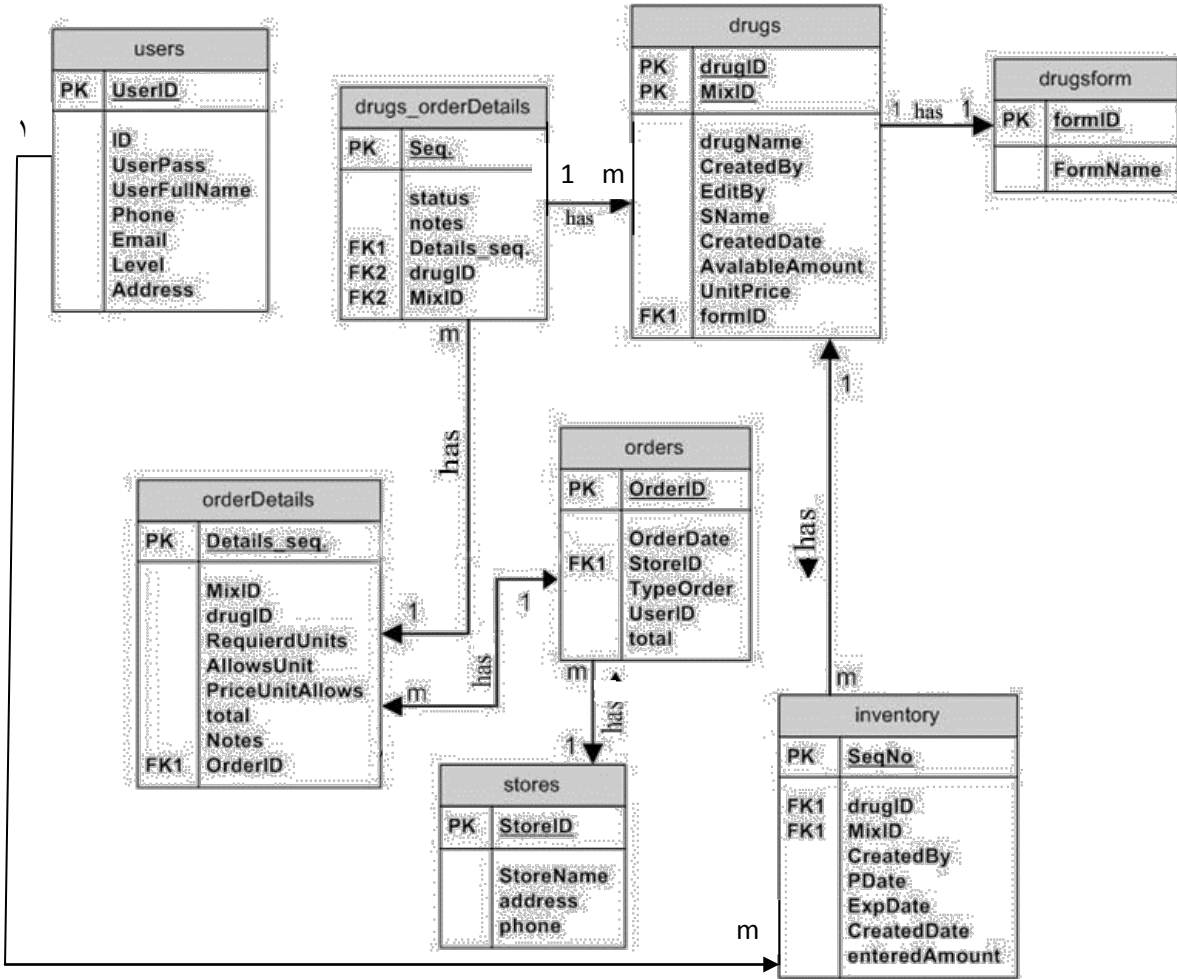 users
PK UserID
ID
UserPass
UserFullName
Phone
Email
Level
Address
١
drugs_orderDetails
PK Seq.
status
notes
FK1 Details_seq.
FK2 drugID
FK2 MixID
1 m
has
drugs
PK drugID
PK MixID
drugName
CreatedBy
EditBy
SName
CreatedDate
AvalableAmount
UnitPrice
FK1 formID
1 has 1
drugsform
PK formID
FormName
m
has
1
orderDetails
PK Details_seq.
MixID
drugID
RequierdUnits
AllowsUnit
PriceUnitAllows
total
Notes
FK1 OrderID
1
has
m
orders
PK OrderID
OrderDate
FK1 StoreID
TypeOrder
UserID
total
m
has
1
stores
PK StoreID
StoreName
address
phone
1
has
m
inventory
PK SeqNo
FK1 drugID
FK1 MixID
CreatedBy
PDate
ExpDate
CreatedDate
enteredAmount
m